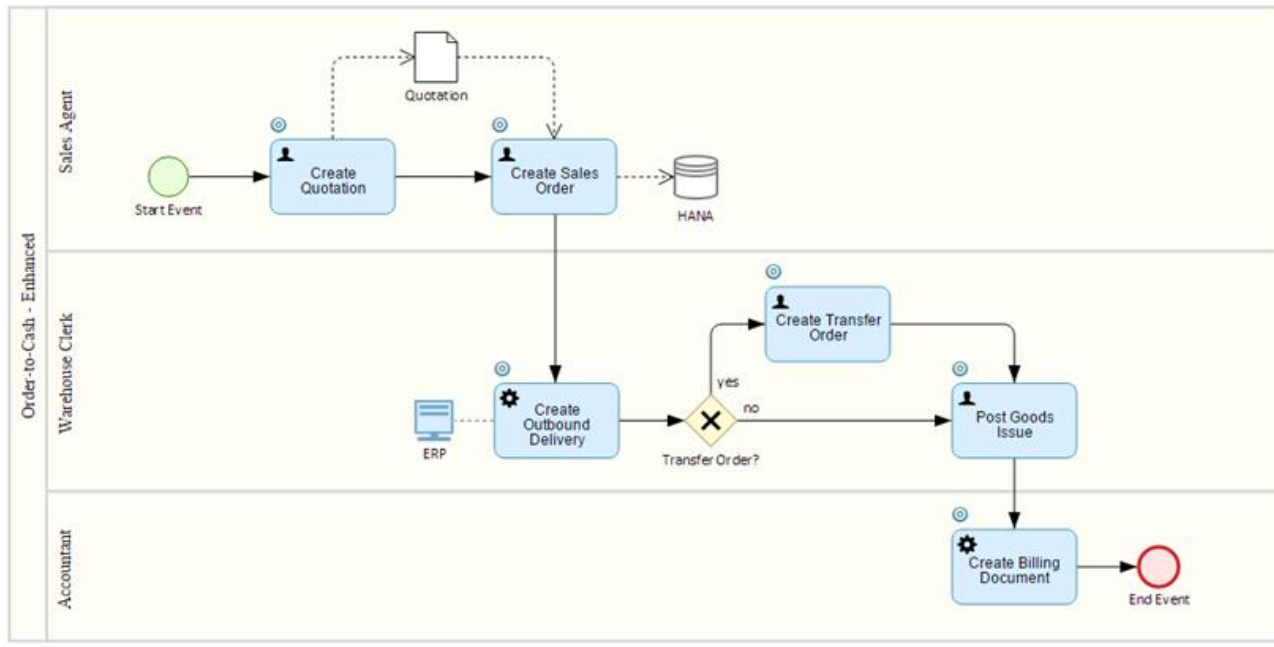 Order-to-Cash - Enhanced
Sales Agent
Quotation
Start Event
Create
Quotation
Create Sales
Order
HANA
Warehouse Clerk
Create Transfer
Order
ERP
Create
Outbound
Delivery
yes
no
Transfer Order?
Post Goods
Issue
Accountant
Create Billing
Document
End Event